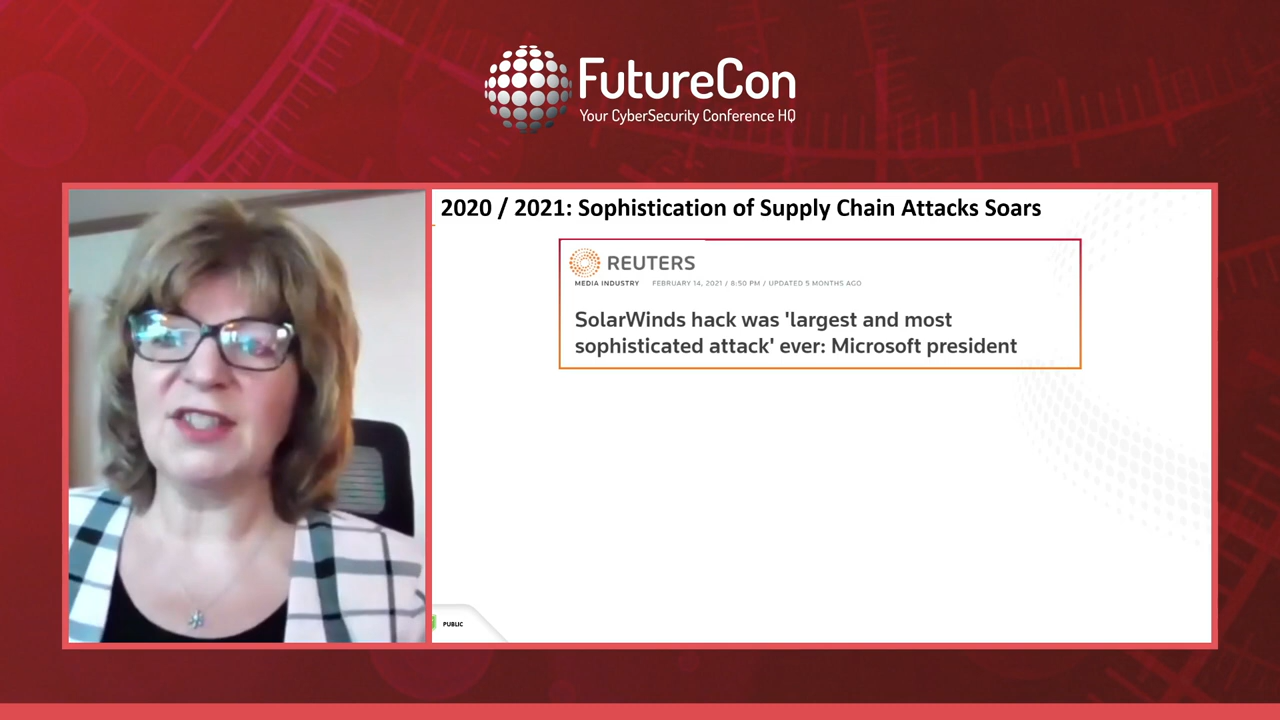 FutureCon
Your CyberSecurity Conference HQ
2020 / 2021: Sophistication of Supply Chain Attacks Soars
REUTERS
MEDIA INDUSTRY FEBRUARY 14, 2021 / 8:50 PM / UPDATED 5 MONTHS AGO
SolarWinds hack was 'largest and most
sophisticated attack' ever: Microsoft president
PUBLIC